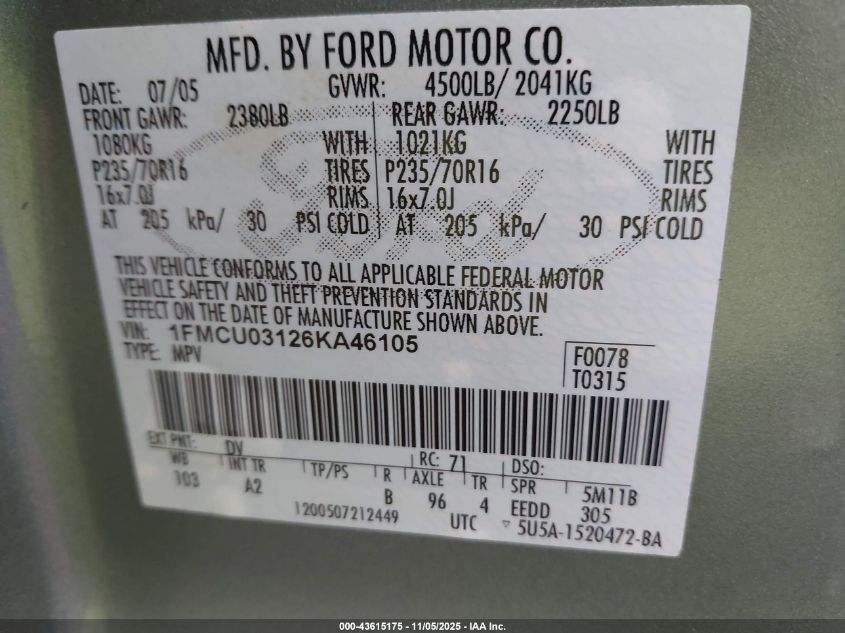 MFD. BY FORD MOTOR CO.
DATE: 07/05 GVWR: 4500LB/ 2041KG
FRONT GAWR: 2380LB REAR GAWR: 2250LB
1080KG WITH 1021KG WITH
P235/70R16 TIRES P235/70R16 TIRES
16x7.0J RIMS 16x7.0J RIMS
AT 205 kPa/ 30 PSI COLD AT 205 kPa/ 30 PSI COLD
Ford
THIS VEHICLE CONFORMS TO ALL APPLICABLE FEDERAL MOTOR
VEHICLE SAFETY AND THEFT PREVENTION STANDARDS IN
EFFECT ON THE DATE OF MANUFACTURE SHOWN ABOVE.
VIN: 1FMCU03126KA46105
TYPE: MPV
F0078
T0315
EXT PNT: DV RC: 71 DSO:
WB INT TR TP/PS R AXLE TR SPR 5M11B
103 A2 B 96 4 EEDD 305
1200507212449 UTC ▽ 5U5A-1520472-BA
000-43615175 - 11/05/2025 - IAA Inc.